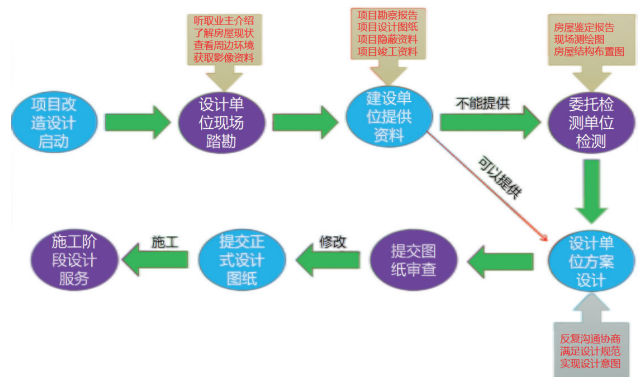 听取业主介绍
了解房屋现状
查看周边环境
获取影像资料
项目勘察报告
项目设计图纸
项目隐蔽资料
项目竣工资料
房屋鉴定报告
现场测绘图
房屋结构布置图
项目改
造设计
启动
设计单
位现场
踏勘
建设单
位提供
资料
不能提供
委托检
测单位
检测
可以提供
施工阶
段设计
服务
施工
提交正
式设计
图纸
修改
提交图
纸审查
设计单
位方案
设计
反复沟通协商
满足设计规范
实现设计意图